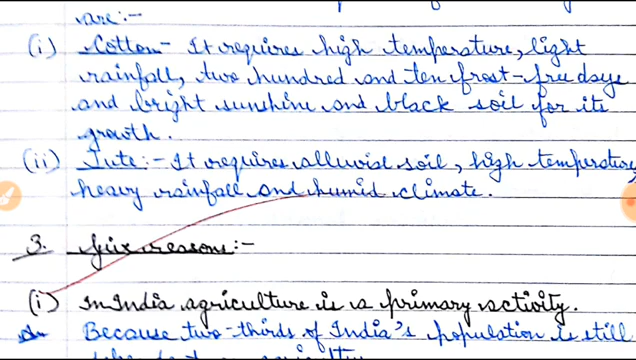 are:-
(i) Cotton- It requires high temperature, light
rainfall, two hundred and ten frost-free days
and bright sunshine and black soil for its
growth.
(ii) Jute:- It requires alluvial soil, high temperature,
heavy rainfall and humid climate.
3. Give reasons:-
(i) In India agriculture is a primary activity.
Because two-thirds of India's population is still